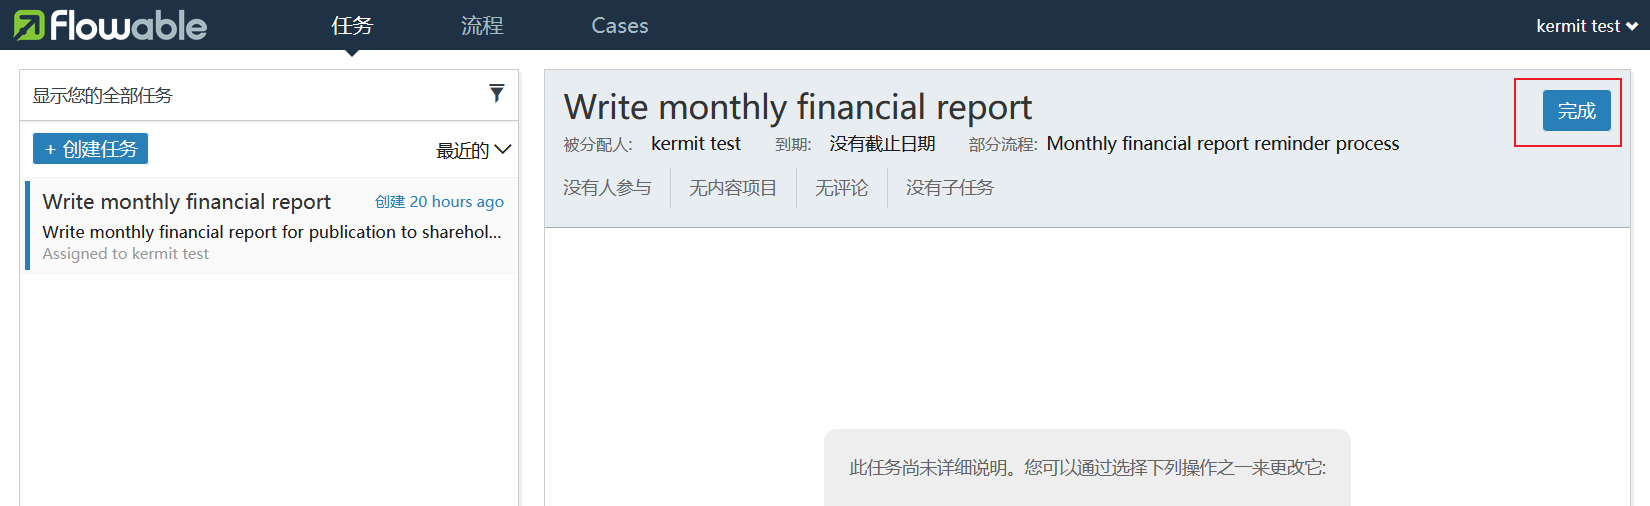 flowable
任务
流程
Cases
kermit test
显示您的全部任务
+ 创建任务
最近的
Write monthly financial report
创建 20 hours ago
Write monthly financial report for publication to sharehol...
Assigned to kermit test
Write monthly financial report
完成
被分配人: kermit test 到期: 没有截止日期 部分流程: Monthly financial report reminder process
没有人参与 无内容项目 无评论 没有子任务
此任务尚未详细说明。您可以通过选择下列操作之一来更改它: